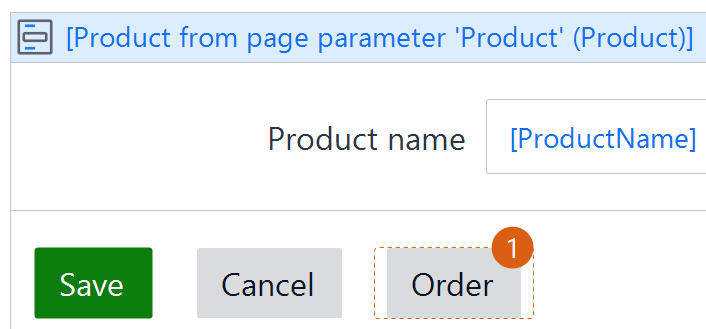 [Product from page parameter 'Product' (Product)]
Product name [ProductName]
1
Save Cancel Order